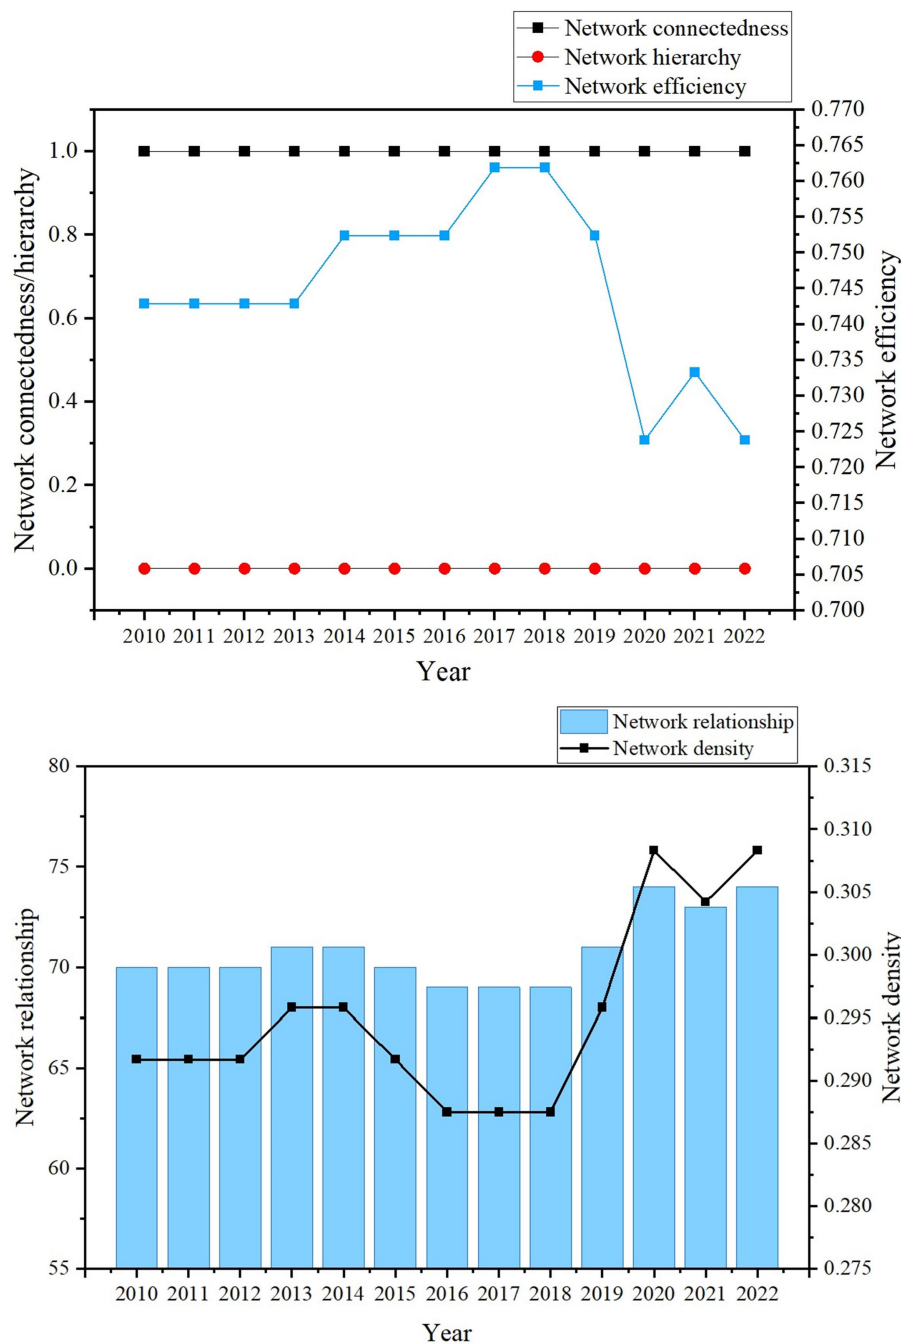 Network connectedness
Network hierarchy
Network efficiency
Network connectedness/hierarchy
1.0
0.8
0.6
0.4
0.2
0.0
0.770
0.765
0.760
0.755
0.750
0.745
0.740
0.735
0.730
0.725
0.720
0.715
0.710
0.705
0.700
Network efficiency
2010 2011 2012 2013 2014 2015 2016 2017 2018 2019 2020 2021 2022
Year
Network relationship
Network density
Network relationship
80
75
70
65
60
55
0.315
0.310
0.305
0.300
0.295
0.290
0.285
0.280
0.275
Network density
2010 2011 2012 2013 2014 2015 2016 2017 2018 2019 2020 2021 2022
Year